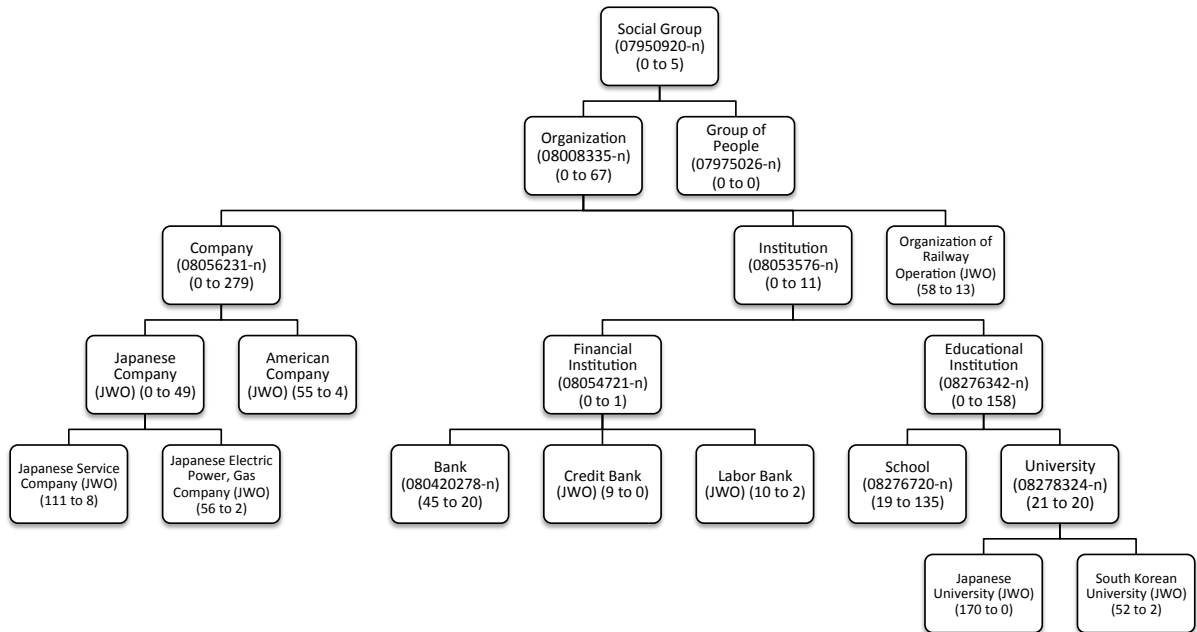 Social Group
(07950920-n)
(0 to 5)
Organization
(08008335-n)
(0 to 67)
Group of
People
(07975026-n)
(0 to 0)
Company
(08056231-n)
(0 to 279)
Institution
(08053576-n)
(0 to 11)
Organization of
Railway
Operation (JWO)
(58 to 13)
Japanese
Company
(JWO) (0 to 49)
American
Company
(JWO) (55 to 4)
Financial
Institution
(08054721-n)
(0 to 1)
Educational
Institution
(08276342-n)
(0 to 158)
Japanese Service
Company (JWO)
(111 to 8)
Japanese Electric
Power, Gas
Company (JWO)
(56 to 2)
Bank
(080420278-n)
(45 to 20)
Credit Bank
(JWO) (9 to 0)
Labor Bank
(JWO) (10 to 2)
School
(08276720-n)
(19 to 135)
University
(08278324-n)
(21 to 20)
Japanese
University (JWO)
(170 to 0)
South Korean
University (JWO)
(52 to 2)